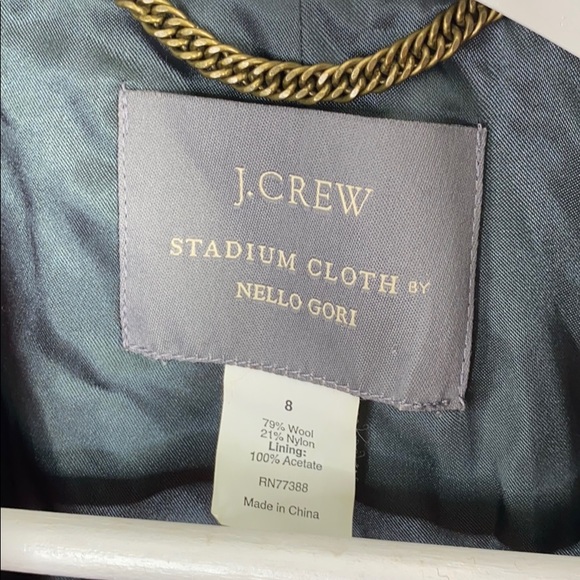 J.CREW
STADIUM CLOTH BY
NELLO GORI
8
79% Wool
21% Nylon
Lining:
100% Acetate
RN77388
Made in China